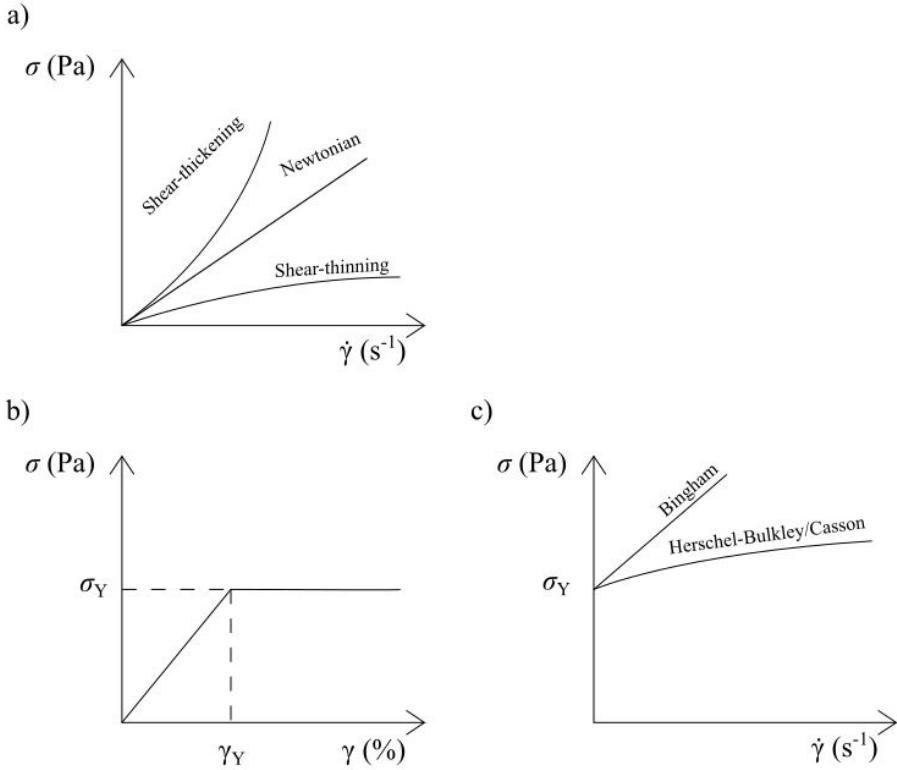 a)
σ (Pa)
Shear-thickening
Newtonian
Shear-thinning
γ̇ (s⁻¹)
b)
σ (Pa)
σY
γY
γ (%)
c)
σ (Pa)
Bingham
Herschel-Bulkley/Casson
σY
γ̇ (s⁻¹)